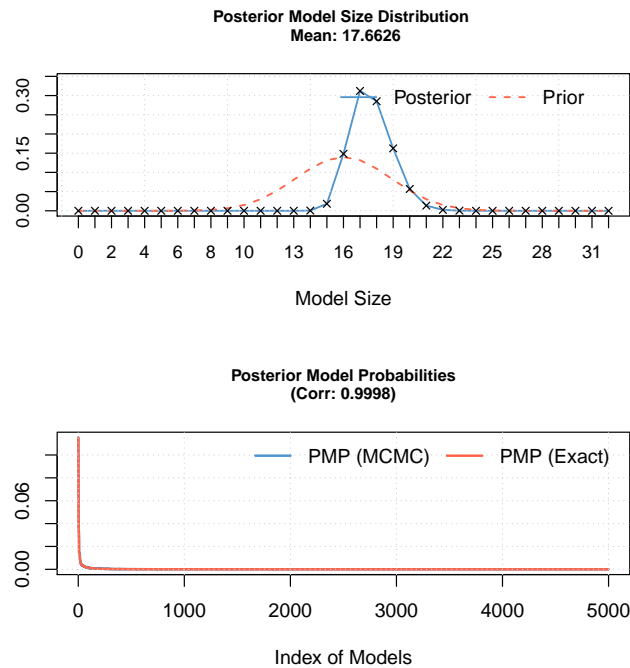 Posterior Model Size Distribution
Mean: 17.6626
0.00 0.15 0.30
Posterior Prior
0 2 4 6 8 10 13 16 19 22 25 28 31
Model Size
Posterior Model Probabilities
(Corr: 0.9998)
0.00 0.06
PMP (MCMC) PMP (Exact)
0 1000 2000 3000 4000 5000
Index of Models